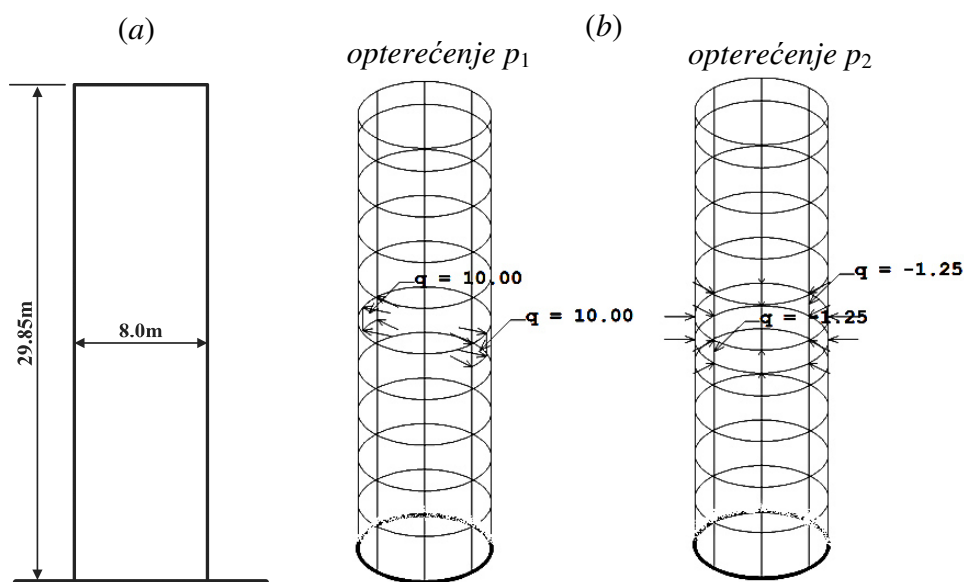 (a)
(b)
opterećenje p₁
opterećenje p₂
29.85m
8.0m
q = 10.00
q = 10.00
q = -1.25
q = -1.25